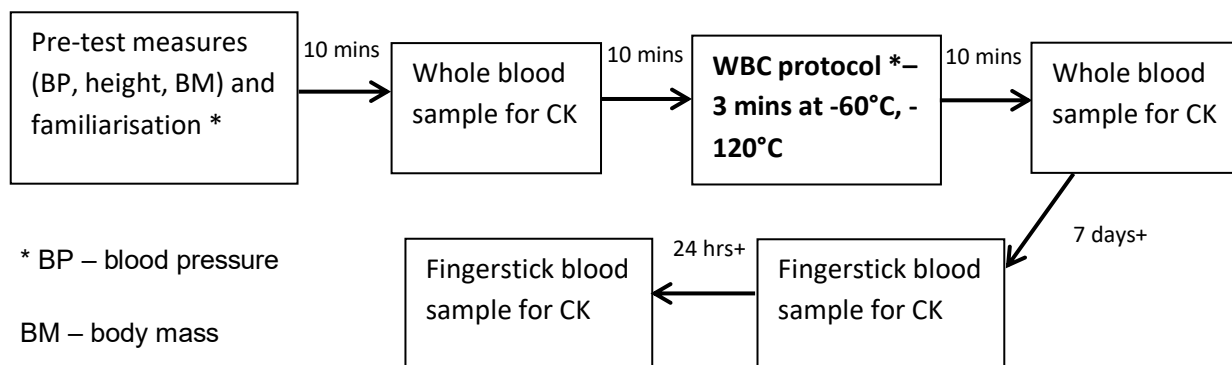 Pre-test measures
(BP, height, BM) and
familiarisation *
10 mins
Whole blood
sample for CK
10 mins
WBC protocol *–
3 mins at -60°C, -
120°C
10 mins
Whole blood
sample for CK
7 days+
Fingerstick blood
sample for CK
24 hrs+
Fingerstick blood
sample for CK
* BP – blood pressure
BM – body mass